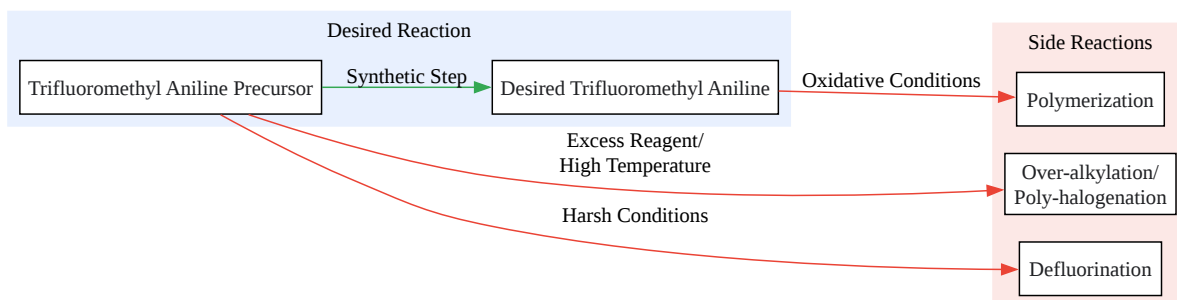 Desired Reaction
Side Reactions
Trifluoromethyl Aniline Precursor
Synthetic Step
Desired Trifluoromethyl Aniline
Oxidative Conditions
Polymerization
Excess Reagent/
High Temperature
Over-alkylation/
Poly-halogenation
Harsh Conditions
Defluorination